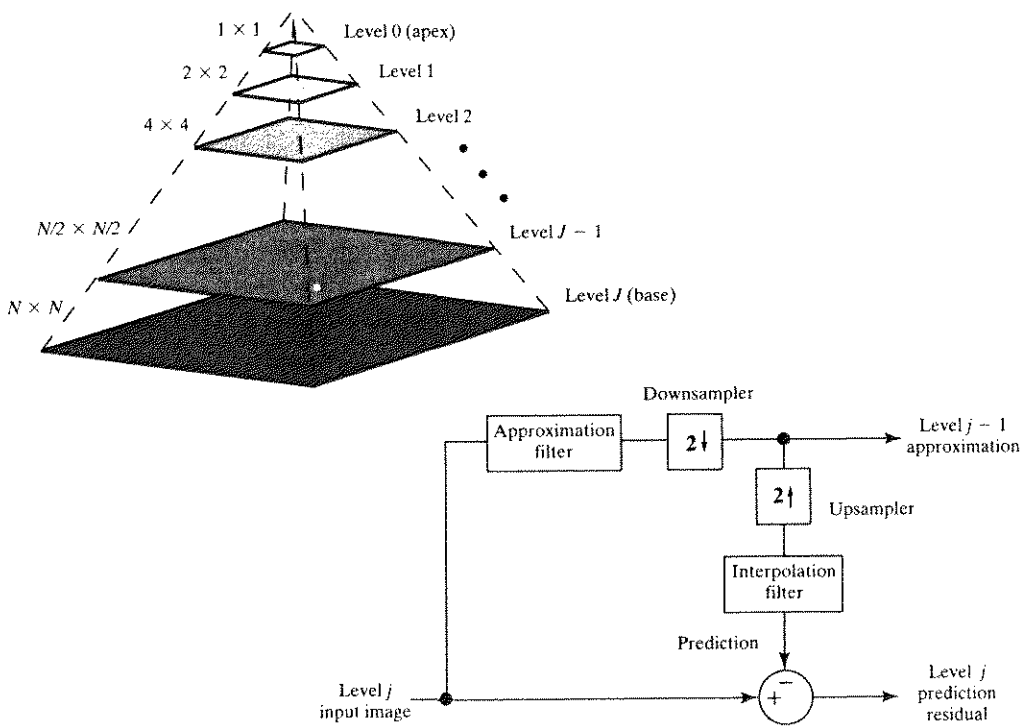 1 × 1
Level 0 (apex)
2 × 2
Level 1
4 × 4
Level 2
N/2 × N/2
Level J − 1
N × N
Level J (base)
Downsampler
Approximation
filter
2↓
Level j − 1
approximation
2↑
Upsampler
Interpolation
filter
Prediction
−
+
Level j
input image
Level j
prediction
residual